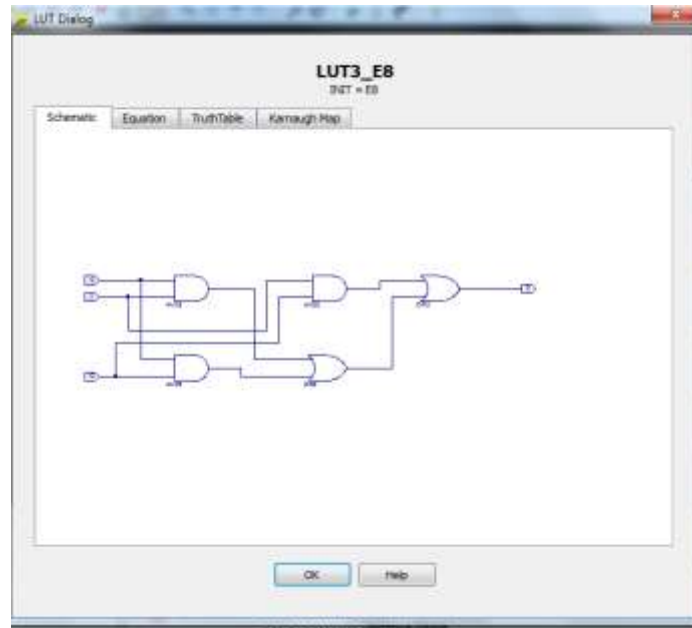 LUT Dialog
LUT3_E8
INIT = E8
Schematic Equation TruthTable Karnaugh Map
OK Help